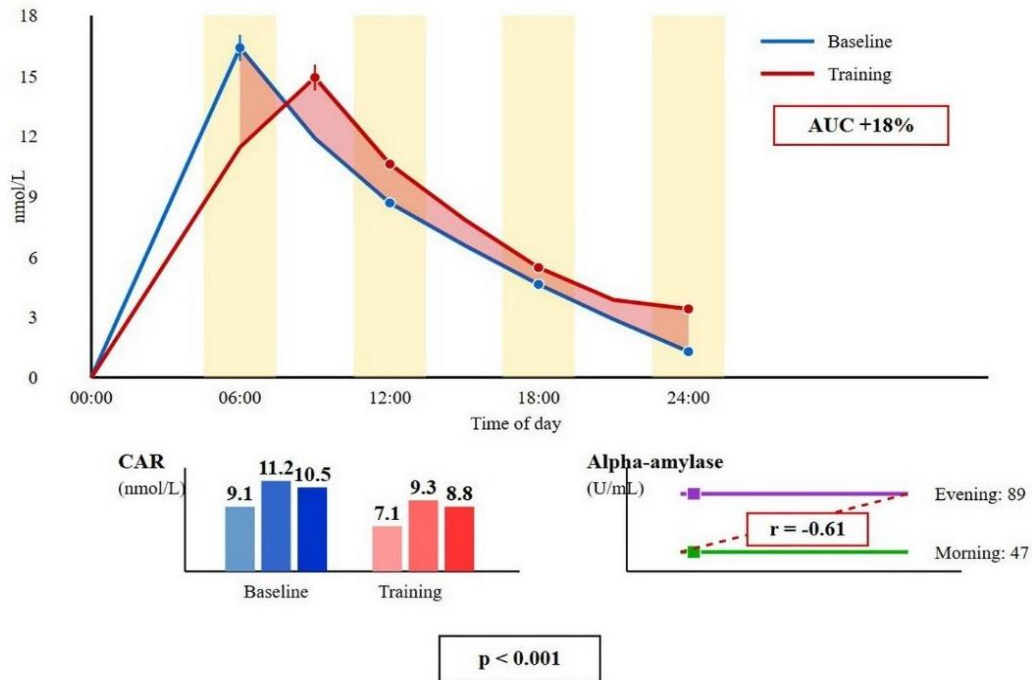 18
15
12
9
6
3
0
nmol/L
00:00
06:00
12:00
18:00
24:00
Time of day
Baseline
Training
AUC +18%
CAR
(nmol/L)
9.1
11.2
10.5
7.1
9.3
8.8
Baseline
Training
Alpha-amylase
(U/mL)
Evening: 89
r = -0.61
Morning: 47
p < 0.001